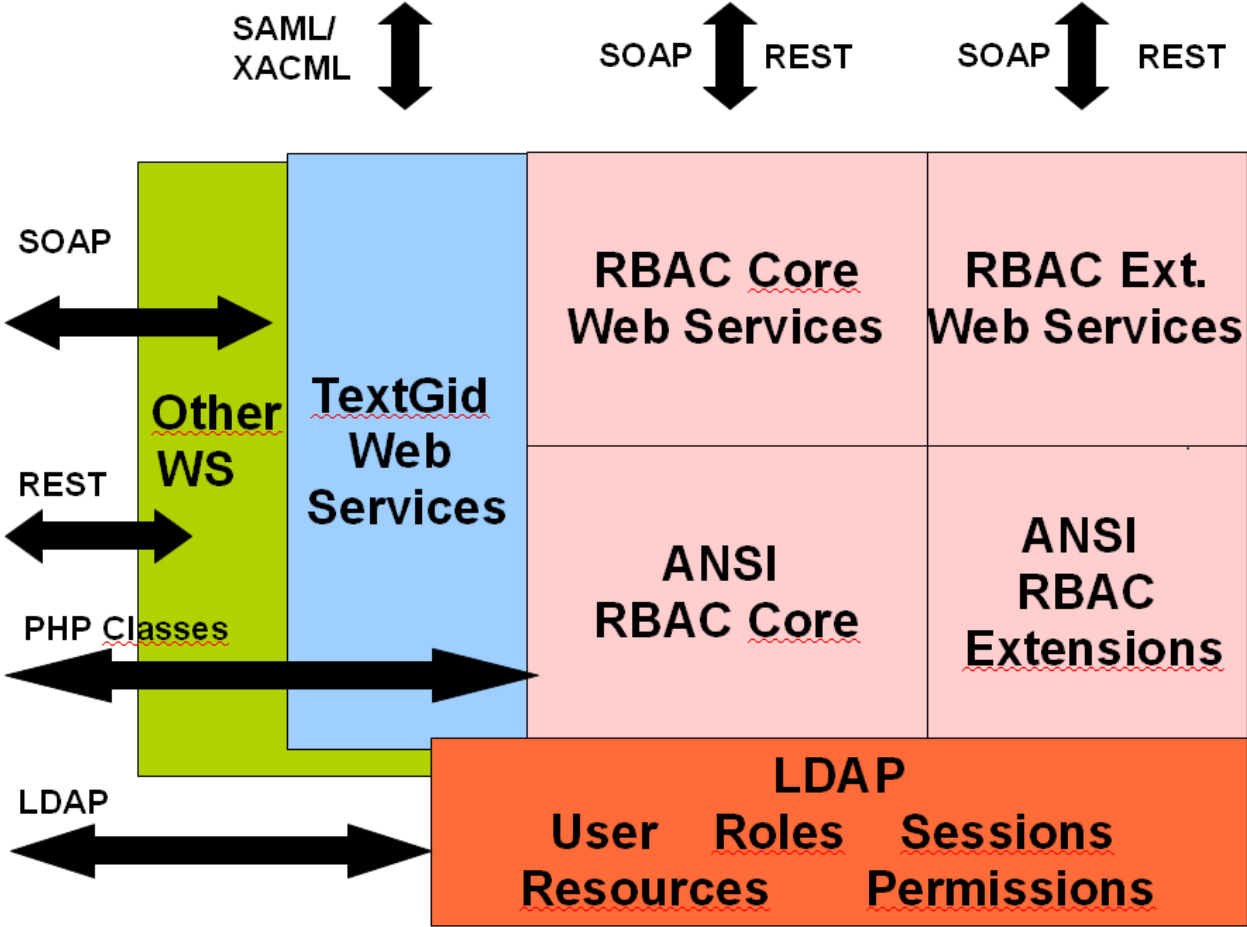 SAML/
XACML
SOAP REST
SOAP REST
SOAP
REST
PHP Classes
LDAP
Other
WS
TextGid
Web
Services
RBAC Core
Web Services
RBAC Ext.
Web Services
ANSI
RBAC Core
ANSI
RBAC
Extensions
LDAP
User Roles Sessions
Resources Permissions